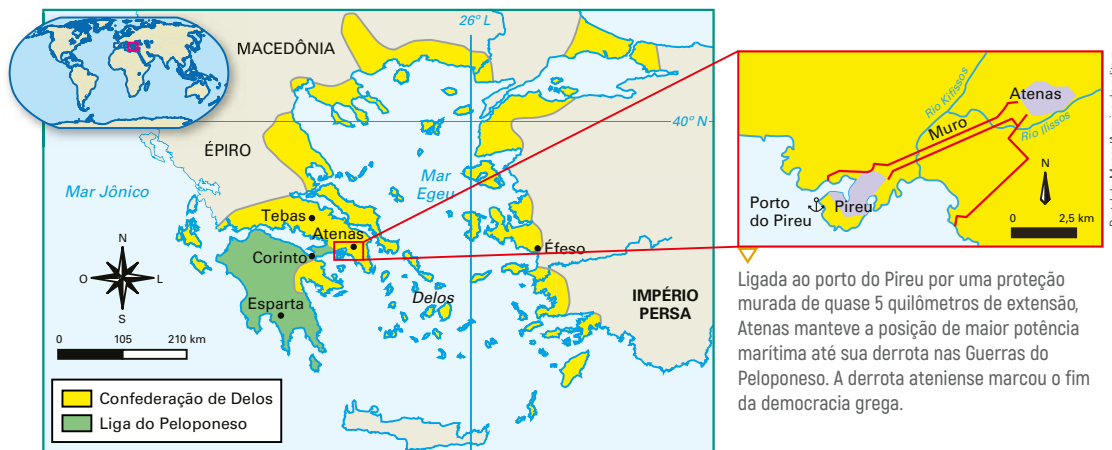 MACEDÔNIA
26° L
40° N
ÉPIRO
Mar Jônico
Mar
Egeu
Tebas
Atenas
Corinto
Éfeso
Delos
Esparta
IMPÉRIO
PERSA
N
O
L
S
0 105 210 km
Confederação de Delos
Liga do Peloponeso
Atenas
Rio Kifissos
Muro
Rio Ilissos
Porto
do Pireu
Pireu
N
0 2,5 km
Ligada ao porto do Pireu por uma proteção
murada de quase 5 quilômetros de extensão,
Atenas manteve a posição de maior potência
marítima até sua derrota nas Guerras do
Peloponeso. A derrota ateniense marcou o fim
da democracia grega.